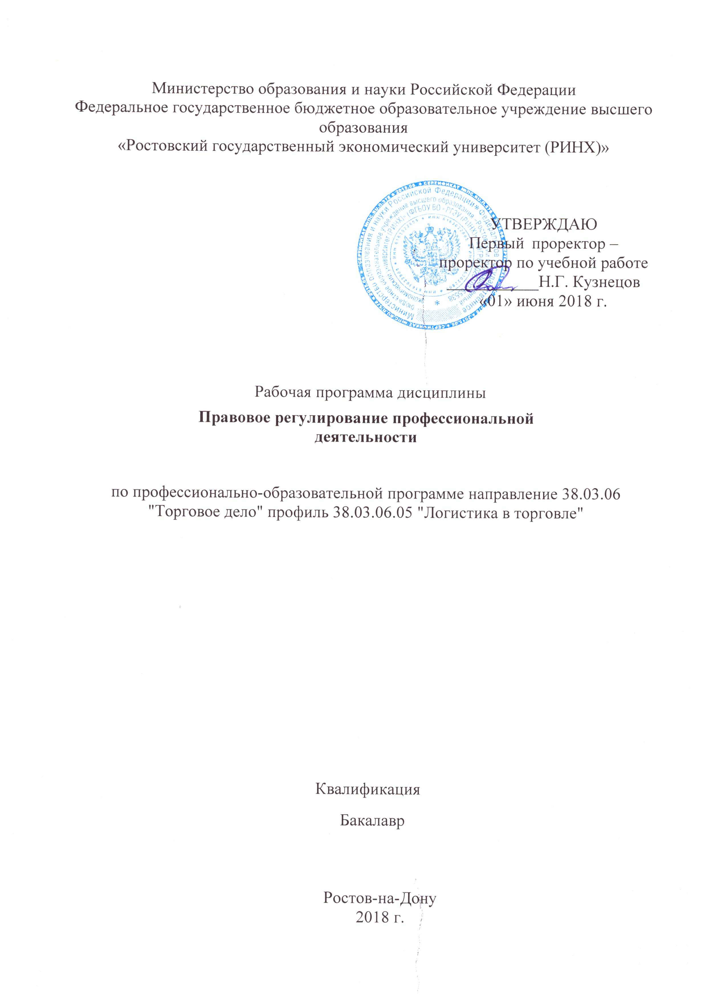 Министерство образования и науки Российской Федерации
Федеральное государственное бюджетное образовательное учреждение высшего
образования
«Ростовский государственный экономический университет (РИНХ)»
УТВЕРЖДАЮ
Первый проректор –
проректор по учебной работе
Н.Г. Кузнецов
«01» июня 2018 г.
Рабочая программа дисциплины
Правовое регулирование профессиональной
деятельности
по профессионально-образовательной программе направление 38.03.06
"Торговое дело" профиль 38.03.06.05 "Логистика в торговле"
Квалификация
Бакалавр
Ростов-на-Дону
2018 г.